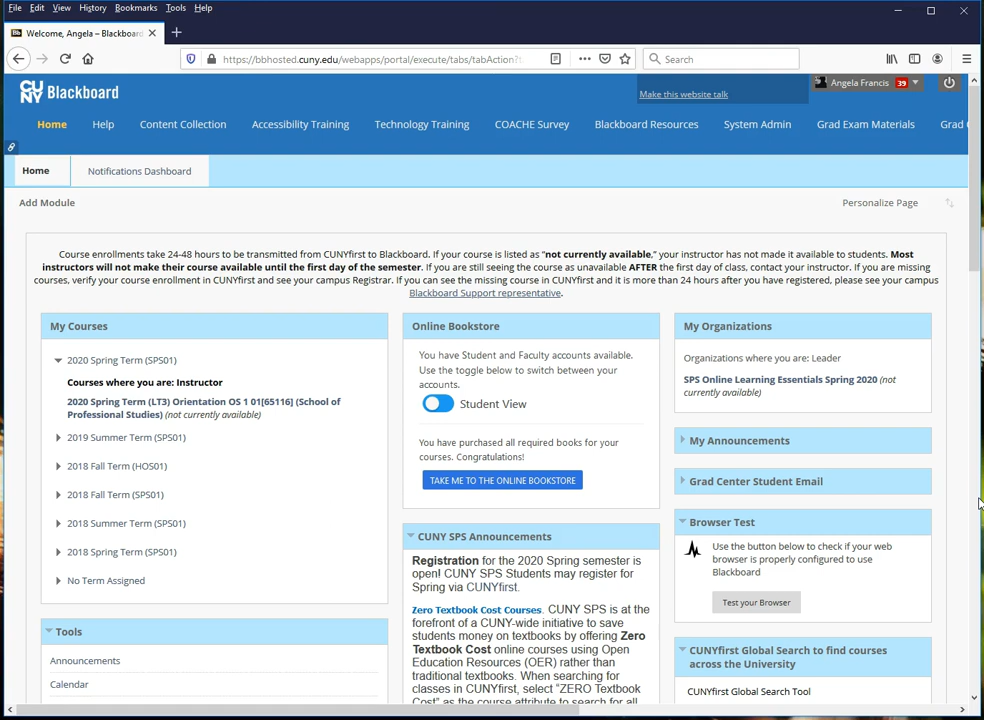 File Edit View History Bookmarks Tools Help
Bb Welcome, Angela – Blackboard
https://bbhosted.cuny.edu/webapps/portal/execute/tabs/tabAction?
Search
CUNY Blackboard
Make this website talk
Angela Francis 39
Home Help Content Collection Accessibility Training Technology Training COACHE Survey Blackboard Resources System Admin Grad Exam Materials Grad
Home Notifications Dashboard
Add Module
Personalize Page
Course enrollments take 24-48 hours to be transmitted from CUNYfirst to Blackboard. If your course is listed as "not currently available," your instructor has not made it available to students. Most
instructors will not make their course available until the first day of the semester. If you are still seeing the course as unavailable AFTER the first day of class, contact your instructor. If you are missing
courses, verify your course enrollment in CUNYfirst and see your campus Registrar. If you can see the missing course in CUNYfirst and it is more than 24 hours after you have registered, please see your campus
Blackboard Support representative.
My Courses
2020 Spring Term (SPS01)
Courses where you are: Instructor
2020 Spring Term (LT3) Orientation OS 1 01[65116] (School of
Professional Studies) (not currently available)
2019 Summer Term (SPS01)
2018 Fall Term (HOS01)
2018 Fall Term (SPS01)
2018 Summer Term (SPS01)
2018 Spring Term (SPS01)
No Term Assigned
Tools
Announcements
Calendar
Online Bookstore
You have Student and Faculty accounts available.
Use the toggle below to switch between your
accounts.
Student View
You have purchased all required books for your
course. Congratulations!
TAKE ME TO THE ONLINE BOOKSTORE
CUNY SPS Announcements
Registration for the 2020 Spring semester is
open! CUNY SPS Students may register for
Spring via CUNYfirst.
Zero Textbook Cost Courses. CUNY SPS is at the
forefront of a CUNY-wide initiative to save
students money on textbooks by offering Zero
Textbook Cost online courses using Open
Education Resources (OER) rather than
traditional textbooks. When searching for
classes in CUNYfirst, select "ZERO Textbook
Cost" as the course attribute to search for all
My Organizations
Organizations where you are: Leader
SPS Online Learning Essentials Spring 2020 (not
currently available)
My Announcements
Grad Center Student Email
Browser Test
Use the button below to check if your web
browser is properly configured to use
Blackboard
Test your Browser
CUNYfirst Global Search to find courses
across the University
CUNYfirst Global Search Tool